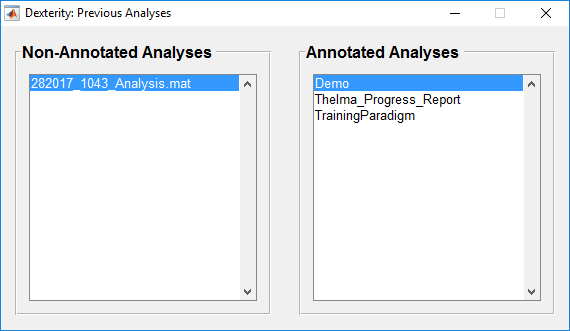 Dexterity: Previous Analyses
Non-Annotated Analyses
282017_1043_Analysis.mat
Annotated Analyses
Demo
Thelma_Progress_Report
TrainingParadigm